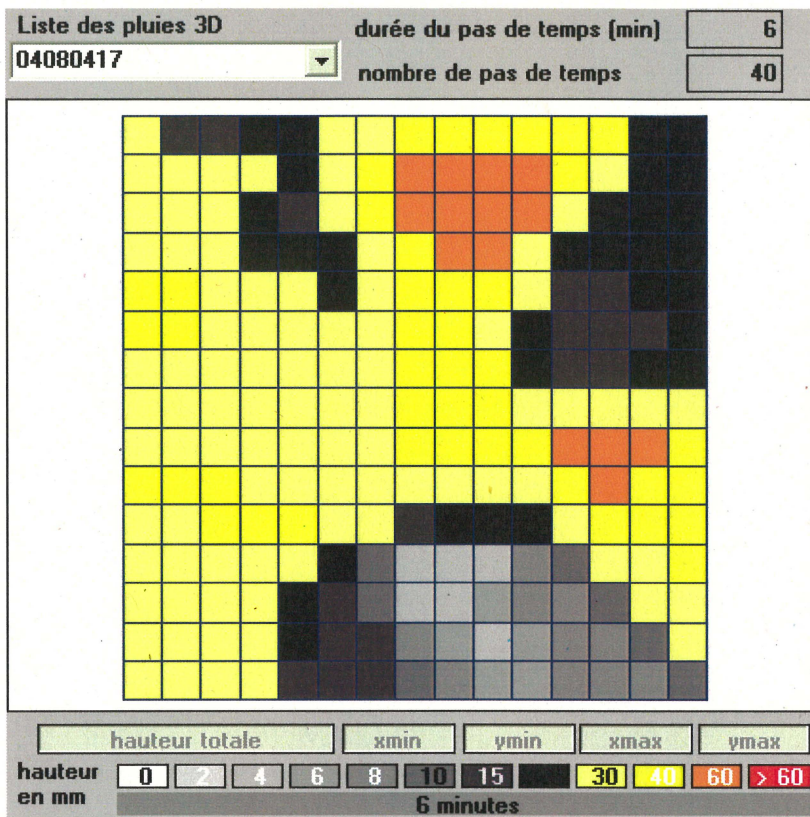 Liste des pluies 3D
durée du pas de temps (min) 6
04080417
nombre de pas de temps 40
hauteur totale xmin ymin xmax ymax
hauteur en mm 0 2 4 6 8 10 15 30 40 60 > 60
6 minutes